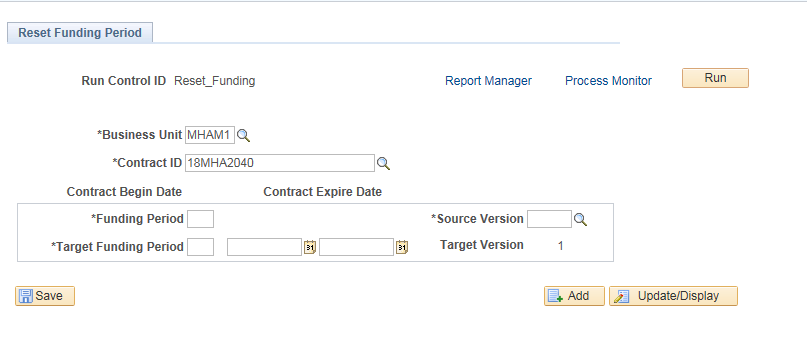 Reset Funding Period
Run Control ID Reset_Funding Report Manager Process Monitor Run
*Business Unit MHAM1
*Contract ID 18MHA2040
Contract Begin Date Contract Expire Date
*Funding Period *Source Version
*Target Funding Period 31 31 Target Version 1
Save Add Update/Display